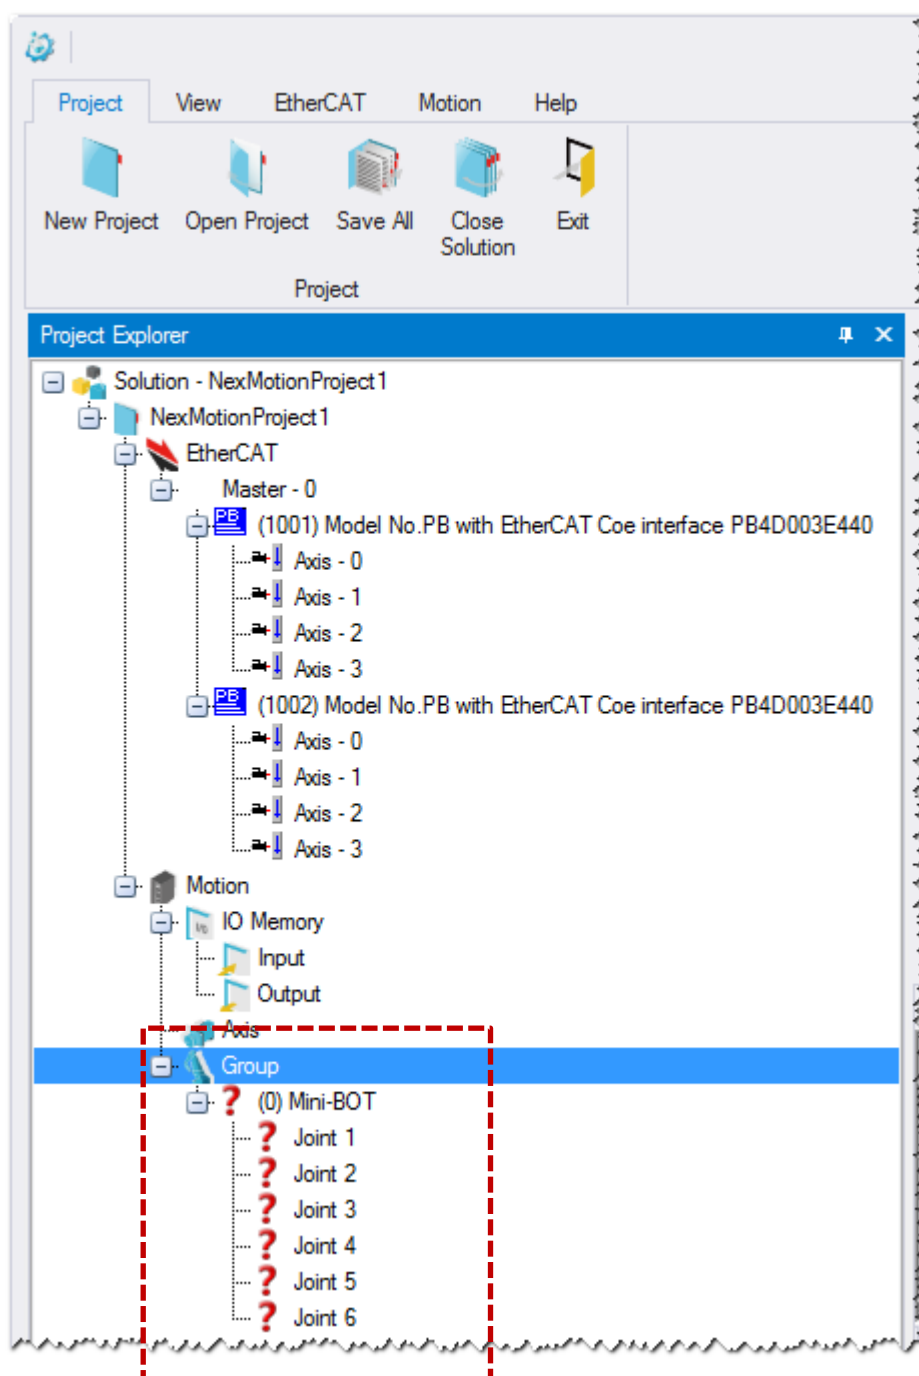 Project View EtherCAT Motion Help
New Project Open Project Save All Close Solution Exit
Project
Project Explorer
Solution - NexMotionProject1
NexMotionProject1
EtherCAT
Master - 0
PB (1001) Model No.PB with EtherCAT Coe interface PB4D003E440
Axis - 0
Axis - 1
Axis - 2
Axis - 3
PB (1002) Model No.PB with EtherCAT Coe interface PB4D003E440
Axis - 0
Axis - 1
Axis - 2
Axis - 3
Motion
I/O IO Memory
Input
Output
Axis
Group
? (0) Mini-BOT
? Joint 1
? Joint 2
? Joint 3
? Joint 4
? Joint 5
? Joint 6